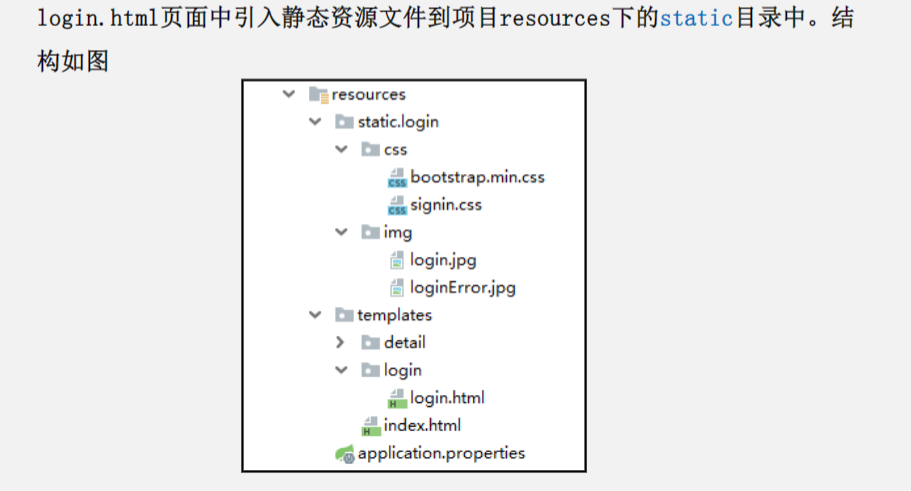 login.html页面中引入静态资源文件到项目resources下的static目录中。结
构如图
resources
static.login
css
bootstrap.min.css
signin.css
img
login.jpg
loginError.jpg
templates
detail
login
login.html
index.html
application.properties